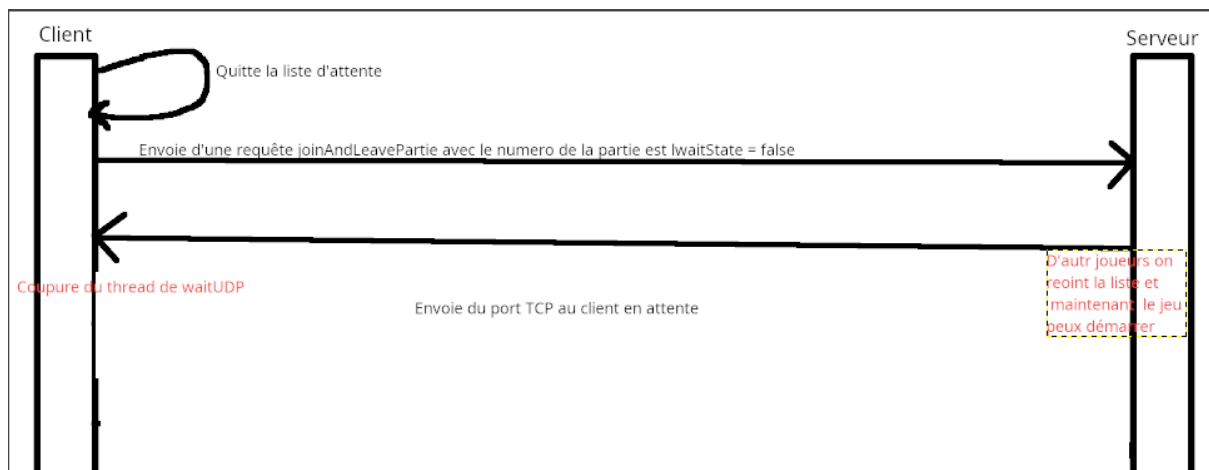 Client
Serveur
Quitte la liste d'attente
Envoie d'une requête joinAndLeavePartie avec le numero de la partie est lwaitState = false
D'autr joueurs on
reoint la liste et
maintenant le jeu
peux démarrer
Coupure du thread de waitUDP
Envoie du port TCP au client en attente